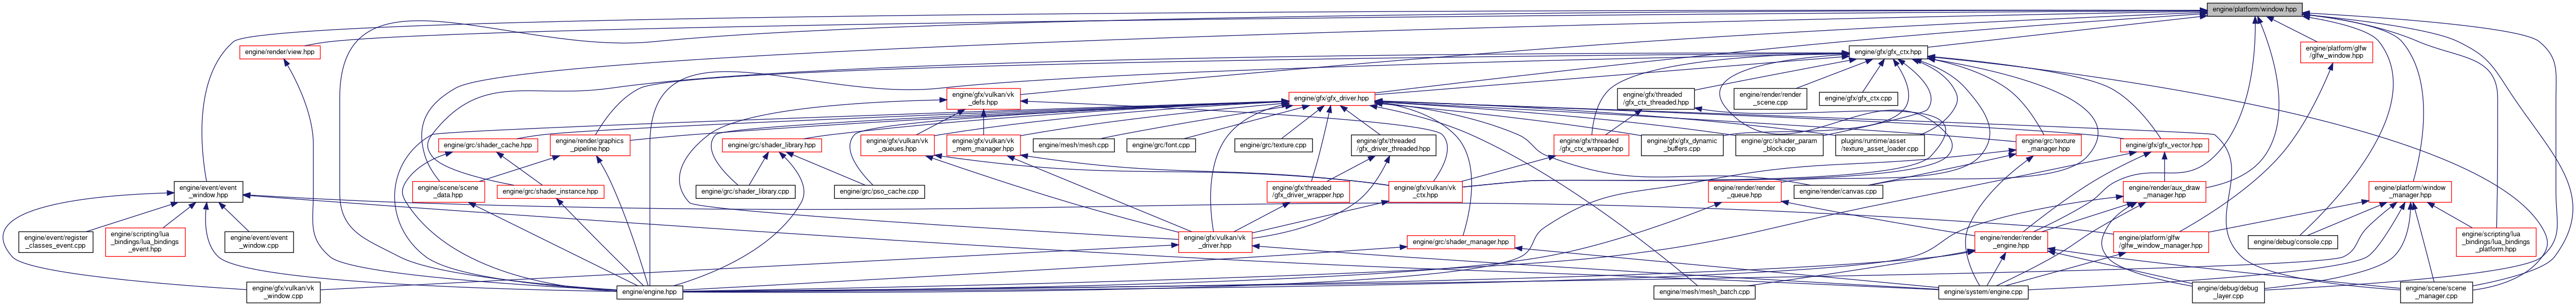 engine/platform/window.hpp
engine/render/view.hpp
engine/gfx/gfx_ctx.hpp
engine/platform/glfw
/glfw_window.hpp
engine/gfx/vulkan/vk
_defs.hpp
engine/gfx/gfx_driver.hpp
engine/gfx/threaded
/gfx_ctx_threaded.hpp
engine/render/render
_scene.cpp
engine/gfx/gfx_ctx.cpp
engine/grc/shader_cache.hpp
engine/render/graphics
_pipeline.hpp
engine/grc/shader_library.hpp
engine/gfx/vulkan/vk
_queues.hpp
engine/gfx/vulkan/vk
_mem_manager.hpp
engine/mesh/mesh.cpp
engine/grc/font.cpp
engine/grc/texture.cpp
engine/gfx/threaded
/gfx_driver_threaded.hpp
engine/gfx/threaded
/gfx_ctx_wrapper.hpp
engine/gfx/gfx_dynamic
_buffers.cpp
engine/grc/shader_param
_block.cpp
plugins/runtime/asset
/texture_asset_loader.cpp
engine/grc/texture
_manager.hpp
engine/gfx/gfx_vector.hpp
engine/event/event
_window.hpp
engine/scene/scene
_data.hpp
engine/grc/shader_instance.hpp
engine/grc/shader_library.cpp
engine/grc/pso_cache.cpp
engine/gfx/threaded
/gfx_driver_wrapper.hpp
engine/gfx/vulkan/vk
_ctx.hpp
engine/render/canvas.cpp
engine/render/render
_queue.hpp
engine/render/aux_draw
_manager.hpp
engine/platform/window
_manager.hpp
engine/event/register
_classes_event.cpp
engine/scripting/lua
_bindings/lua_bindings
_event.hpp
engine/event/event
_window.cpp
engine/gfx/vulkan/vk
_driver.hpp
engine/grc/shader_manager.hpp
engine/render/render
_engine.hpp
engine/platform/glfw
/glfw_window_manager.hpp
engine/debug/console.cpp
engine/scripting/lua
_bindings/lua_bindings
_platform.hpp
engine/gfx/vulkan/vk
_window.cpp
engine/engine.hpp
engine/mesh/mesh_batch.cpp
engine/system/engine.cpp
engine/debug/debug
_layer.cpp
engine/scene/scene
_manager.cpp